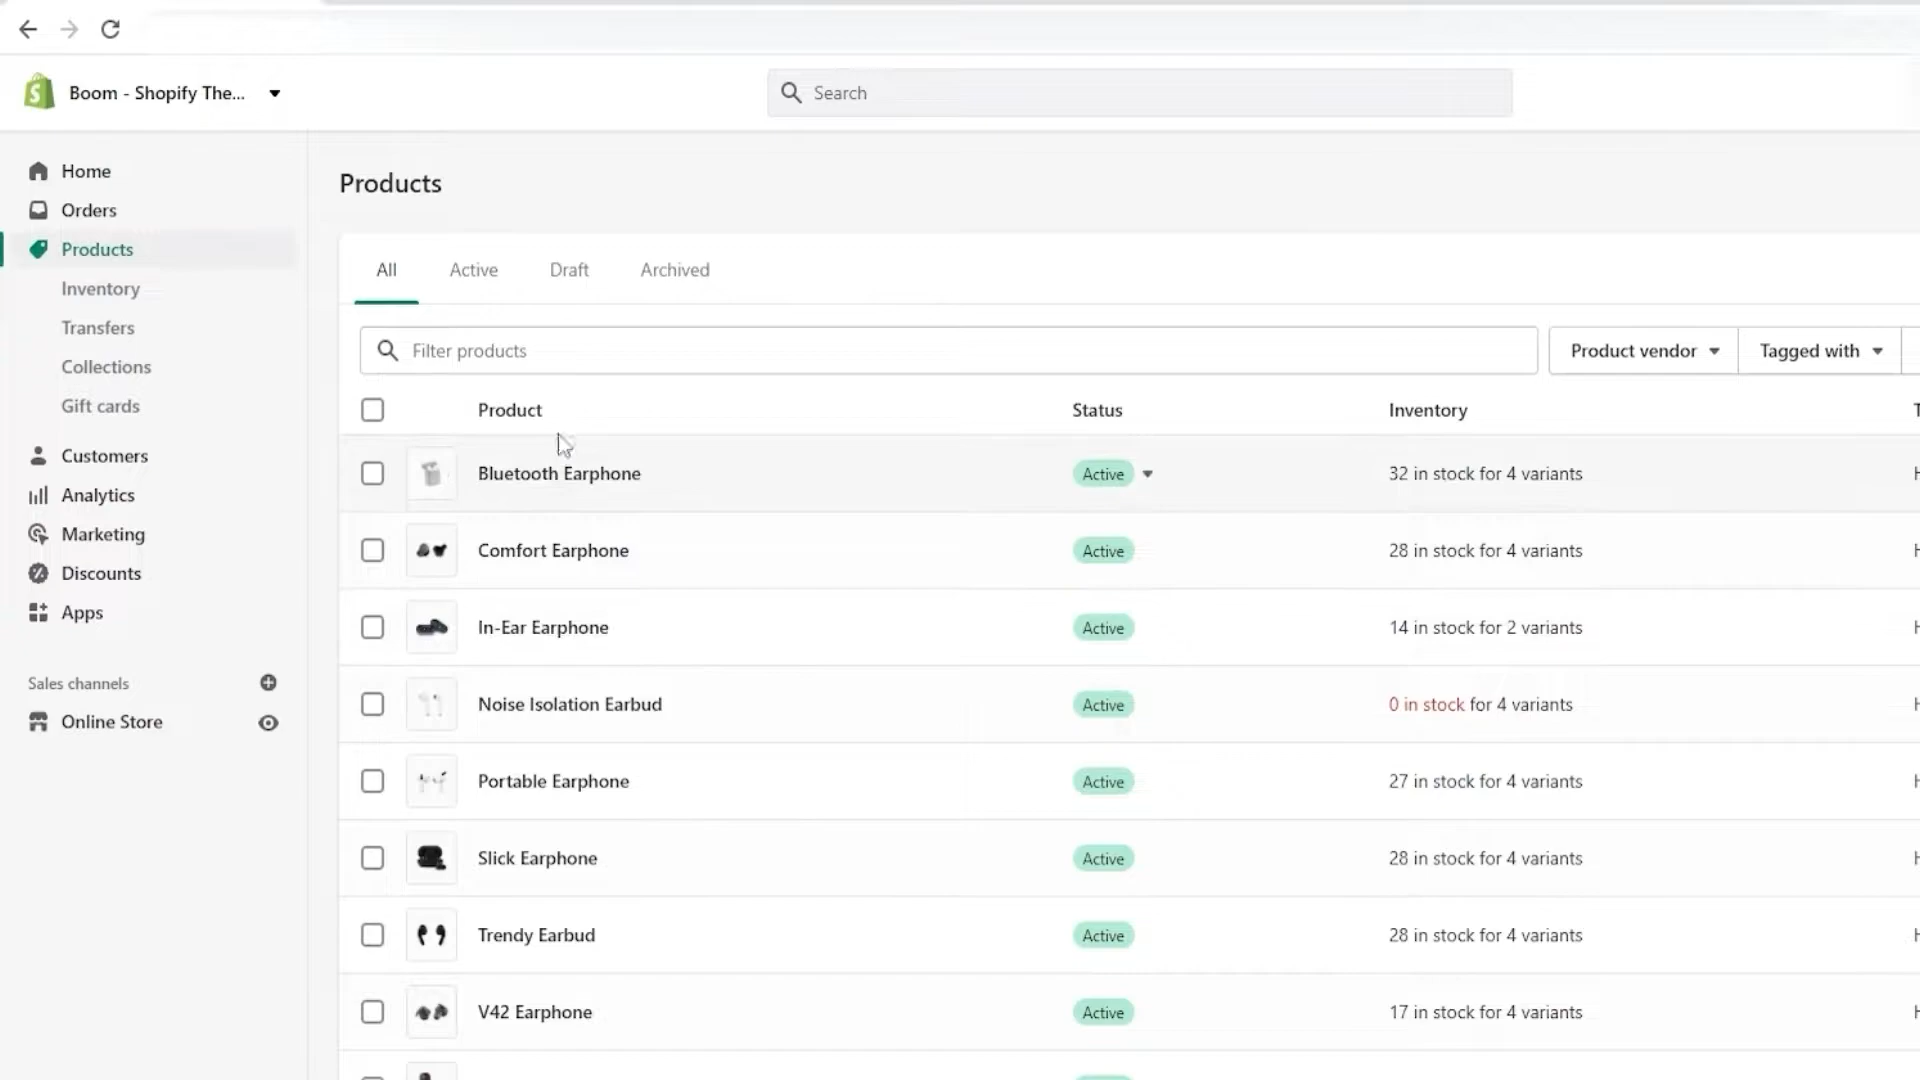 Boom - Shopify The...
Search
Home
Orders
Products
Inventory
Transfers
Collections
Gift cards
Customers
Analytics
Marketing
Discounts
Apps
Sales channels
Online Store
Products
All Active Draft Archived
Filter products Product vendor Tagged with
Product Status Inventory
Bluetooth Earphone Active 32 in stock for 4 variants
Comfort Earphone Active 28 in stock for 4 variants
In-Ear Earphone Active 14 in stock for 2 variants
Noise Isolation Earbud Active 0 in stock for 4 variants
Portable Earphone Active 27 in stock for 4 variants
Slick Earphone Active 28 in stock for 4 variants
Trendy Earbud Active 28 in stock for 4 variants
V42 Earphone Active 17 in stock for 4 variants